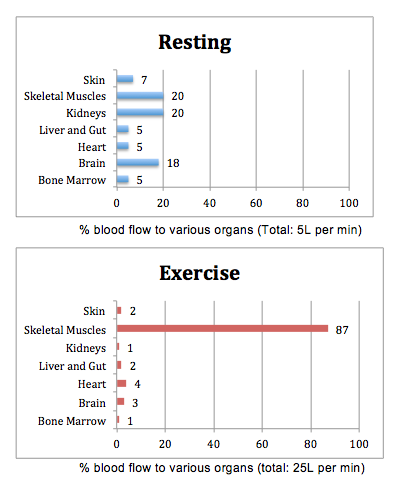 Resting
Skin 7
Skeletal Muscles 20
Kidneys 20
Liver and Gut 5
Heart 5
Brain 18
Bone Marrow 5
0 20 40 60 80 100
% blood flow to various organs (Total: 5L per min)
Exercise
Skin 2
Skeletal Muscles 87
Kidneys 1
Liver and Gut 2
Heart 4
Brain 3
Bone Marrow 1
0 20 40 60 80 100
% blood flow to various organs (total: 25L per min)